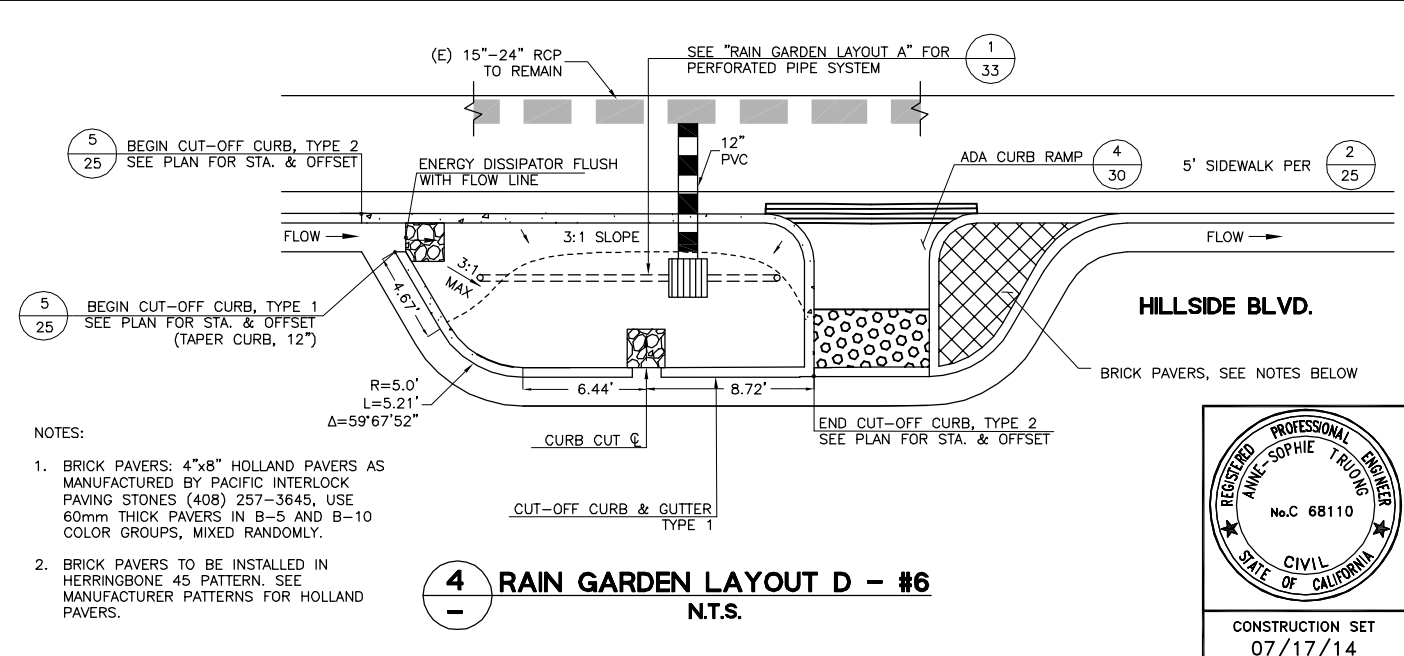 (E) 15"-24" RCP
TO REMAIN
SEE "RAIN GARDEN LAYOUT A" FOR
PERFORATED PIPE SYSTEM
1
33
5
25
BEGIN CUT-OFF CURB, TYPE 2
SEE PLAN FOR STA. & OFFSET
ENERGY DISSIPATOR FLUSH
WITH FLOW LINE
12"
PVC
ADA CURB RAMP
4
30
5' SIDEWALK PER
2
25
FLOW
3:1 SLOPE
FLOW
3:1
MAX
4.67'
5
25
BEGIN CUT-OFF CURB, TYPE 1
SEE PLAN FOR STA. & OFFSET
(TAPER CURB, 12")
HILLSIDE BLVD.
BRICK PAVERS, SEE NOTES BELOW
R=5.0'
L=5.21'
Δ=59°67'52"
6.44'
8.72'
CURB CUT ℄
END CUT-OFF CURB, TYPE 2
SEE PLAN FOR STA. & OFFSET
CUT-OFF CURB & GUTTER
TYPE 1
NOTES:
1. BRICK PAVERS: 4"x8" HOLLAND PAVERS AS
MANUFACTURED BY PACIFIC INTERLOCK
PAVING STONES (408) 257-3645, USE
60mm THICK PAVERS IN B-5 AND B-10
COLOR GROUPS, MIXED RANDOMLY.
2. BRICK PAVERS TO BE INSTALLED IN
HERRINGBONE 45 PATTERN. SEE
MANUFACTURER PATTERNS FOR HOLLAND
PAVERS.
4
–
RAIN GARDEN LAYOUT D - #6
N.T.S.
REGISTERED PROFESSIONAL ENGINEER
ANNE-SOPHIE TRUONG
No.C 68110
CIVIL
STATE OF CALIFORNIA
CONSTRUCTION SET
07/17/14